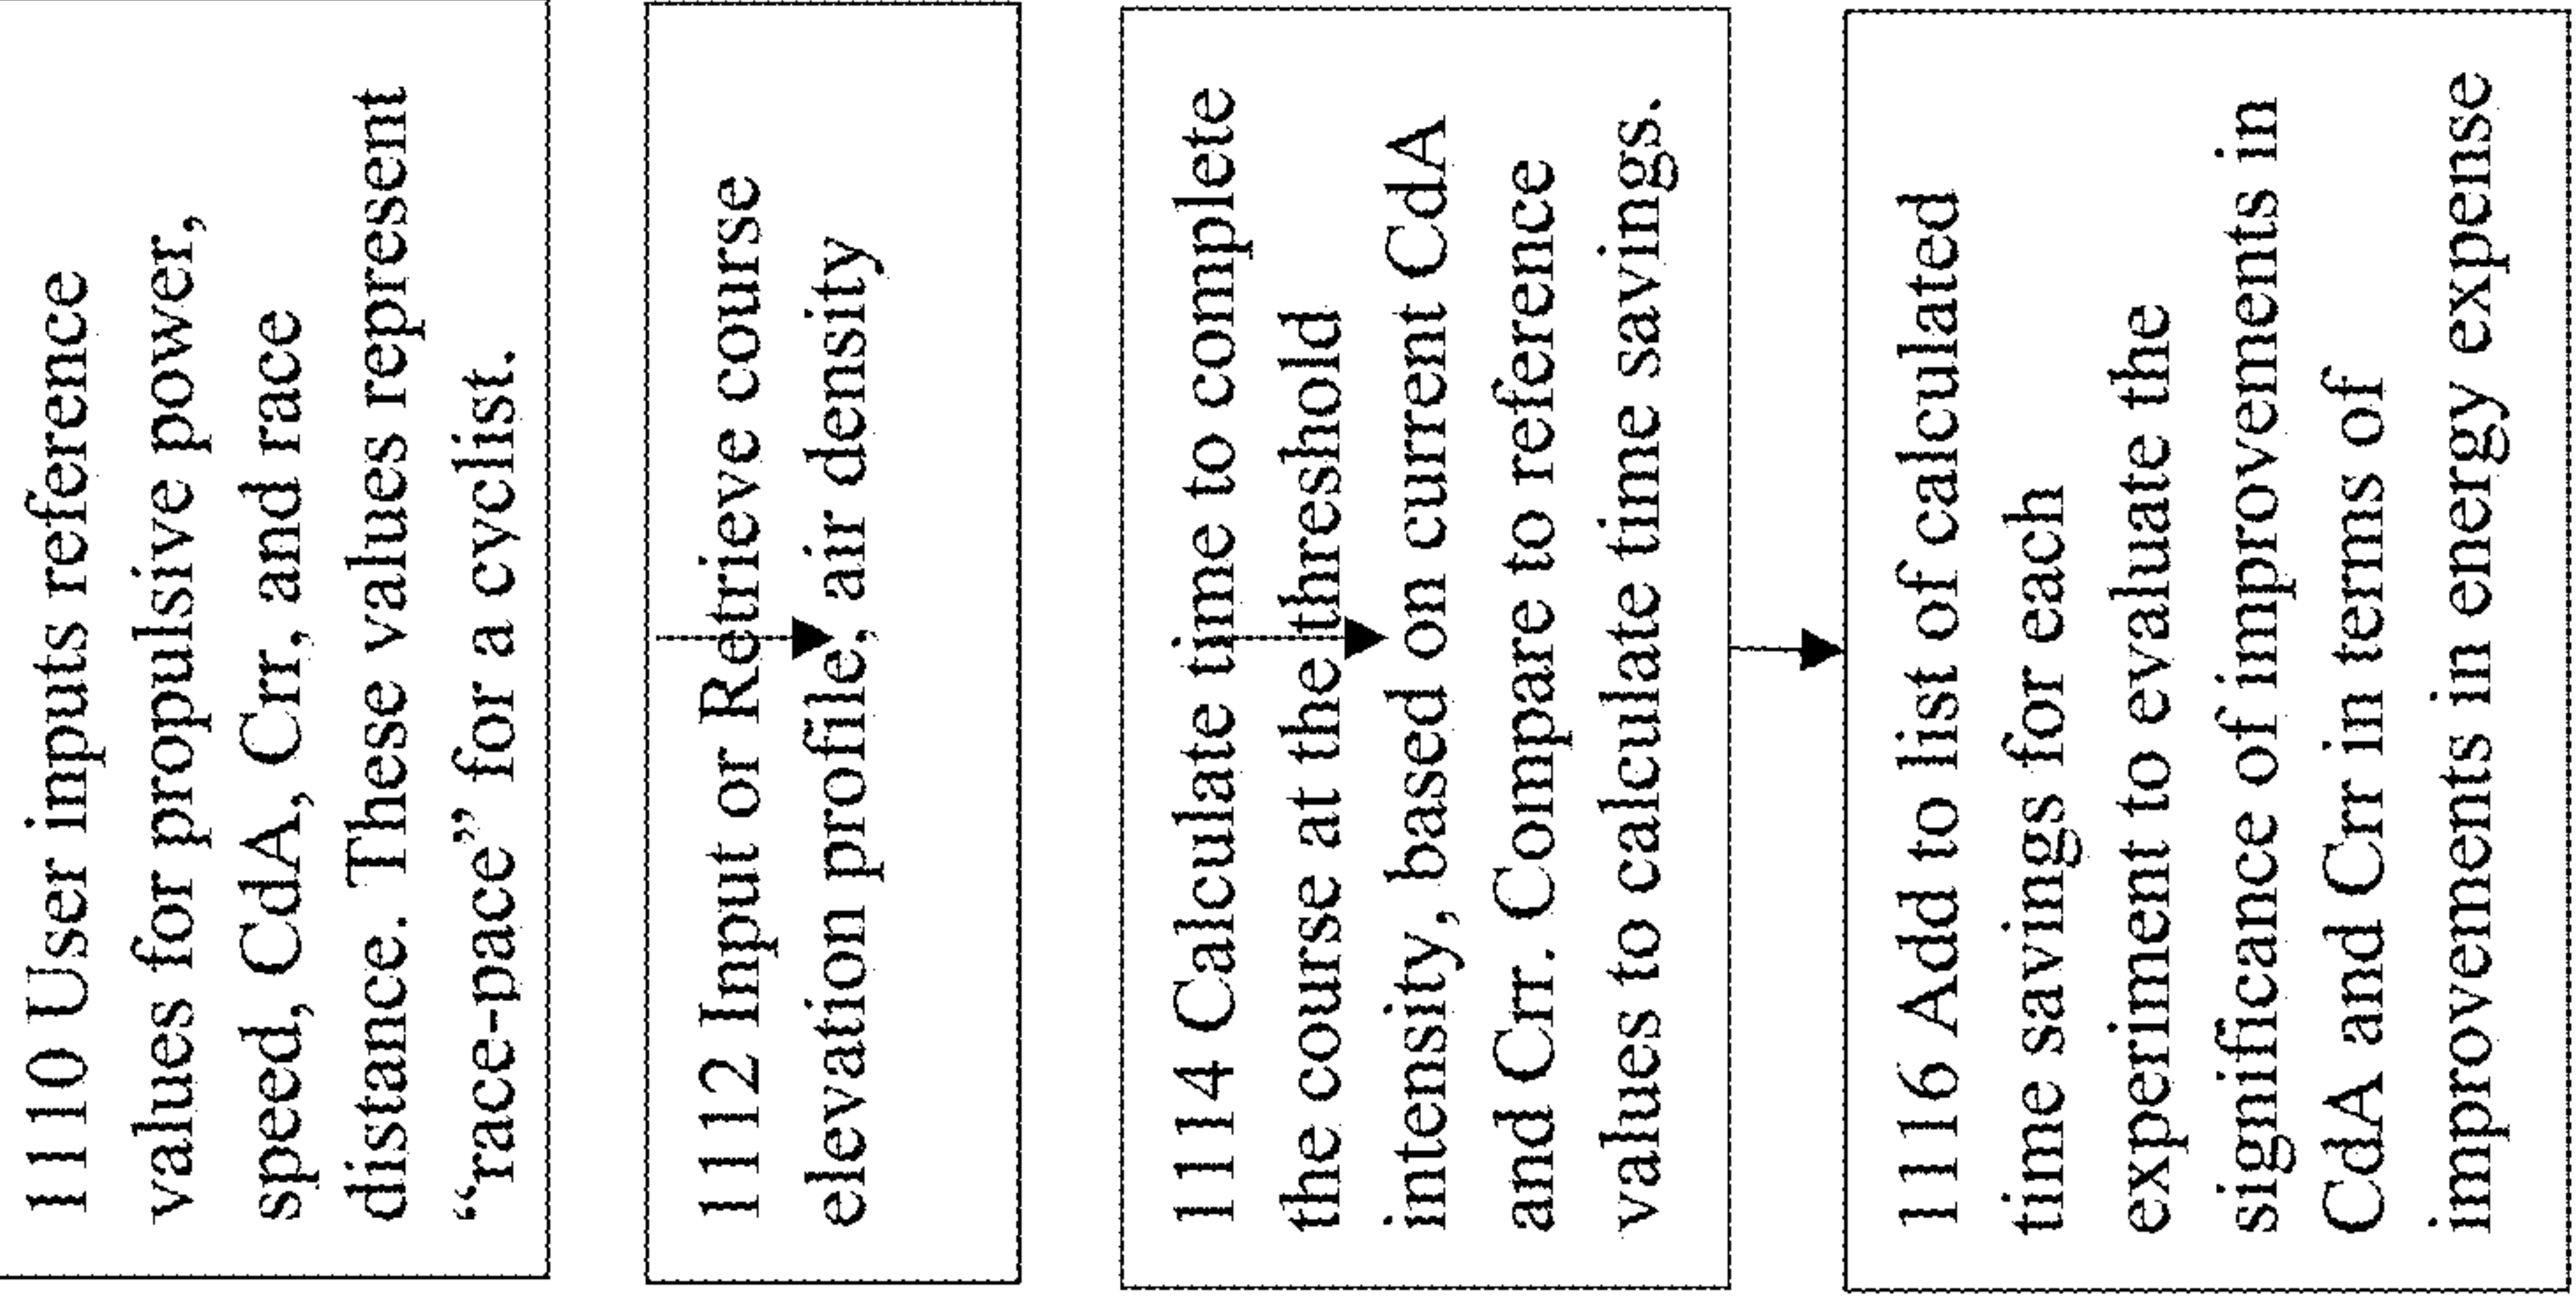 1110 User inputs reference
values for propulsive power,
speed, CdA, Crr, and race
distance. These values represent
“race-pace” for a cyclist.
1112 Input or Retrieve course
elevation profile, air density
1114 Calculate time to complete
the course at the threshold
intensity, based on current CdA
and Crr. Compare to reference
values to calculate time savings.
1116 Add to list of calculated
time savings for each
experiment to evaluate the
significance of improvements in
CdA and Crr in terms of
improvements in energy expense